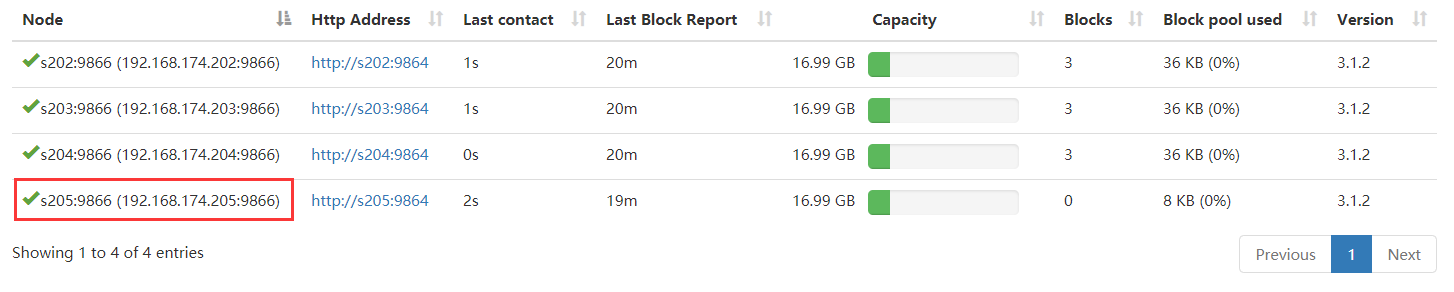 Node Http Address Last contact Last Block Report Capacity Blocks Block pool used Version
s202:9866 (192.168.174.202:9866) http://s202:9864 1s 20m 16.99 GB 3 36 KB (0%) 3.1.2
s203:9866 (192.168.174.203:9866) http://s203:9864 1s 20m 16.99 GB 3 36 KB (0%) 3.1.2
s204:9866 (192.168.174.204:9866) http://s204:9864 0s 20m 16.99 GB 3 36 KB (0%) 3.1.2
s205:9866 (192.168.174.205:9866) http://s205:9864 2s 19m 16.99 GB 0 8 KB (0%) 3.1.2
Showing 1 to 4 of 4 entries Previous 1 Next